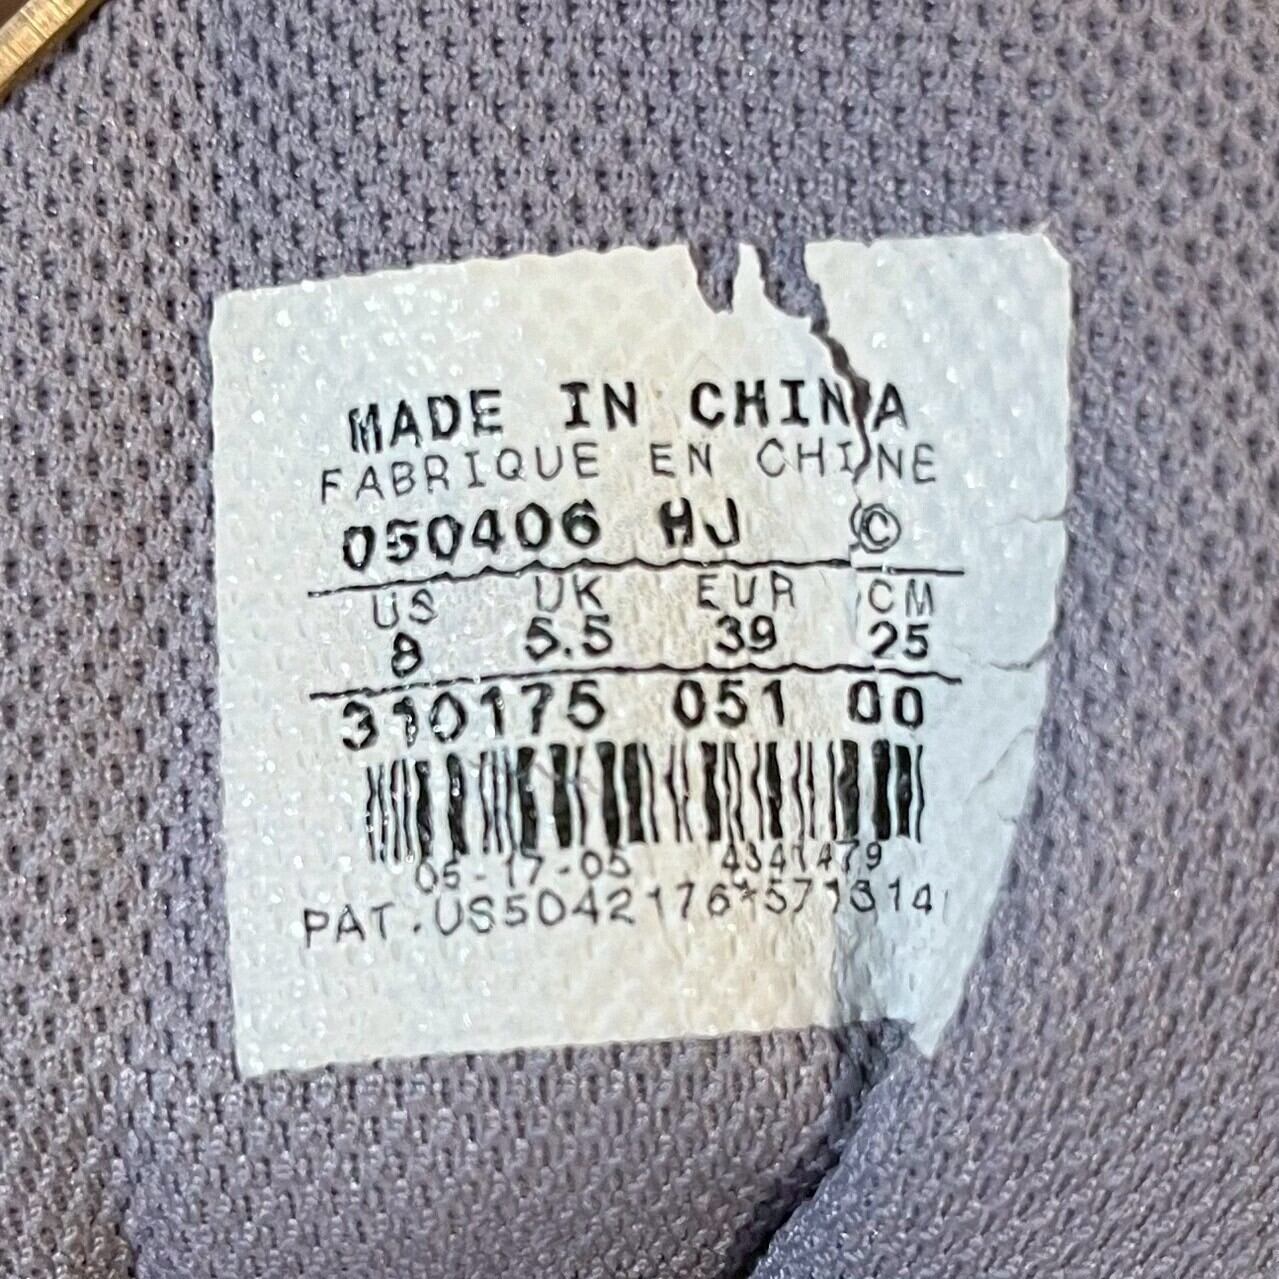 MADE IN CHINA
FABRIQUE EN CHINE
050406 HJ ©
US UK EUR CM
8 5.5 39 25
310175 051 00
05-17-05 4341479
PAT.US5042176*5713141